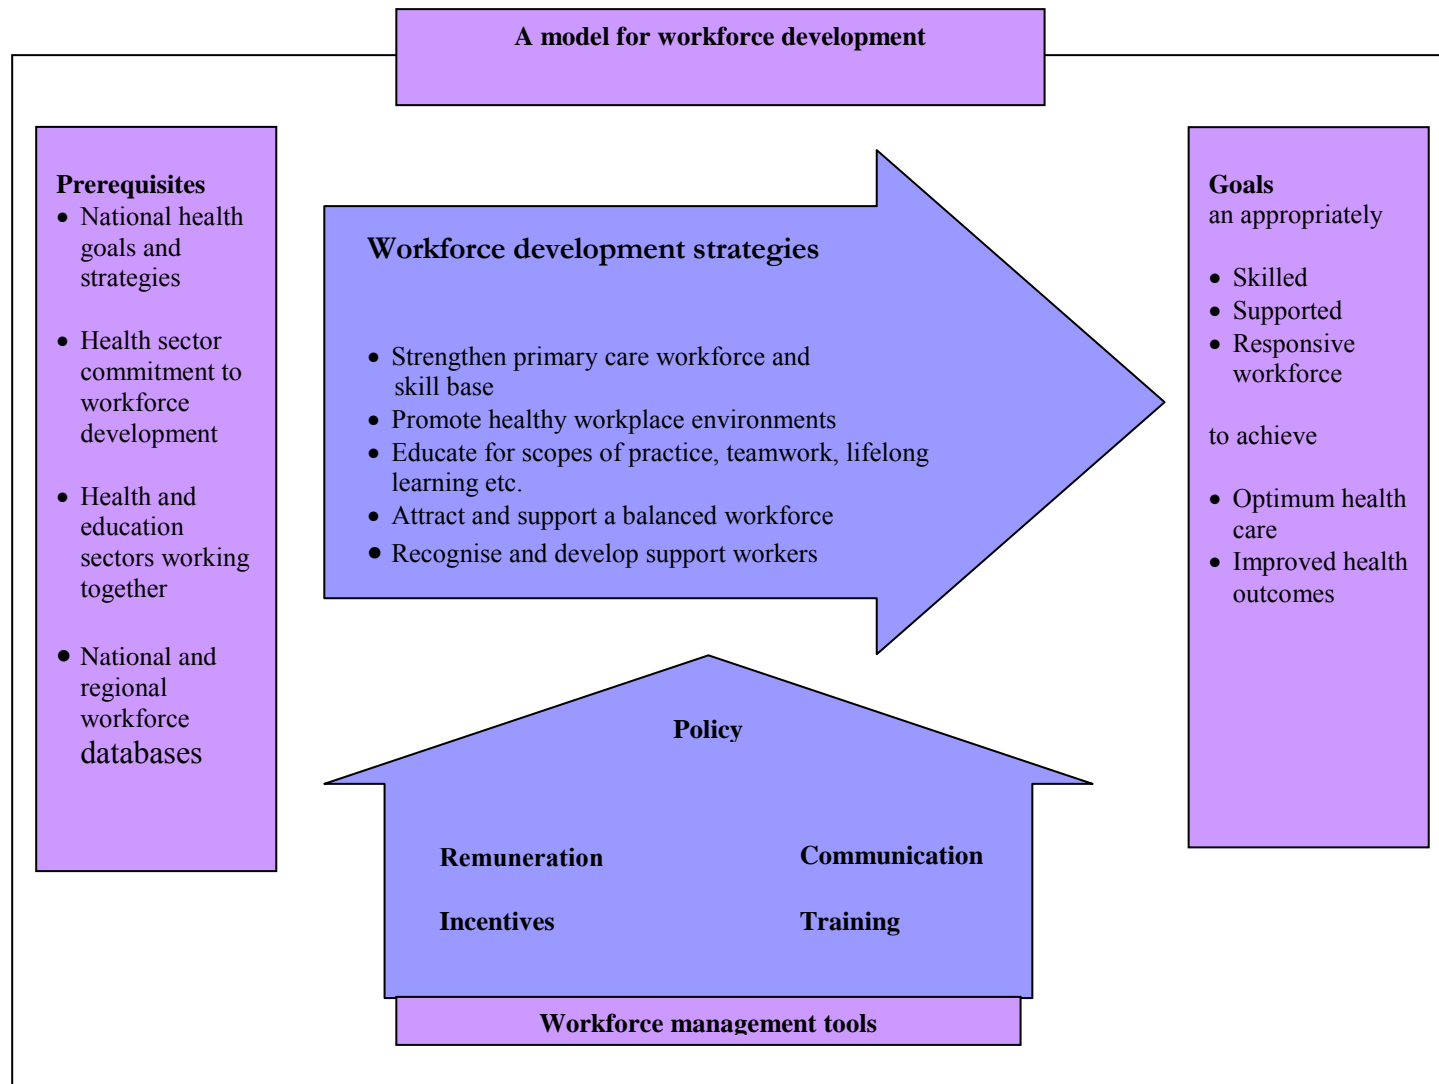 A model for workforce development
Prerequisites
• National health
goals and
strategies
• Health sector
commitment to
workforce
development
• Health and
education
sectors working
together
• National and
regional
workforce
databases
Workforce development strategies
• Strengthen primary care workforce and
skill base
• Promote healthy workplace environments
• Educate for scopes of practice, teamwork, lifelong
learning etc.
• Attract and support a balanced workforce
• Recognise and develop support workers
Goals
an appropriately
• Skilled
• Supported
• Responsive
workforce
to achieve
• Optimum health
care
• Improved health
outcomes
Policy
Remuneration Communication
Incentives Training
Workforce management tools